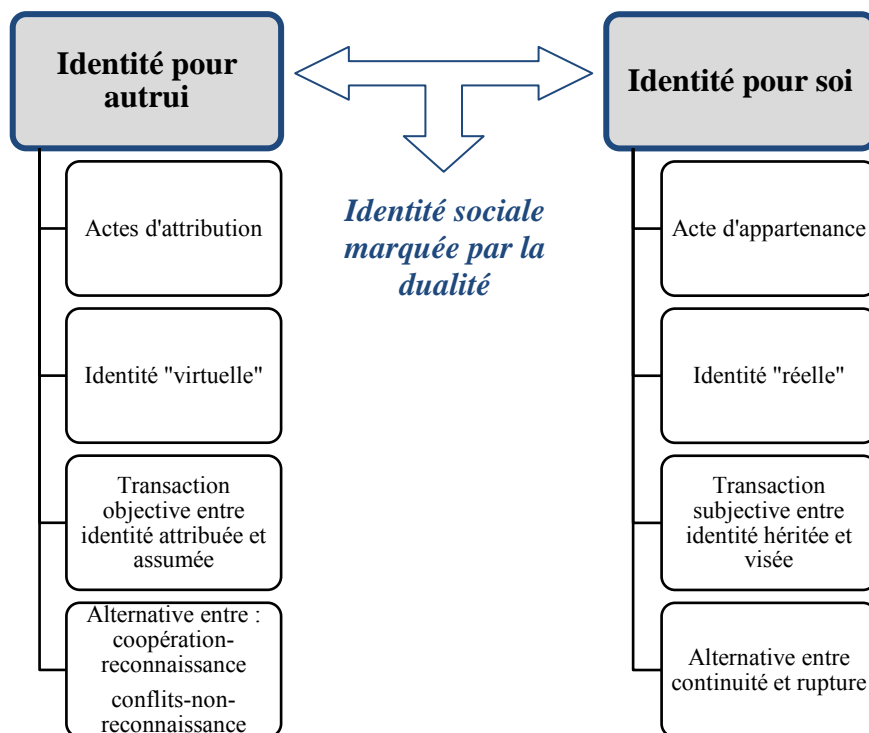 Identité pour
autrui
Identité pour soi
Identité sociale
marquée par la
dualité
Actes d'attribution
Identité "virtuelle"
Transaction
objective entre
identité attribuée et
assumée
Alternative entre :
coopération-
reconnaissance
conflits-non-
reconnaissance
Acte d'appartenance
Identité "réelle"
Transaction
subjective entre
identité héritée et
visée
Alternative entre
continuité et rupture